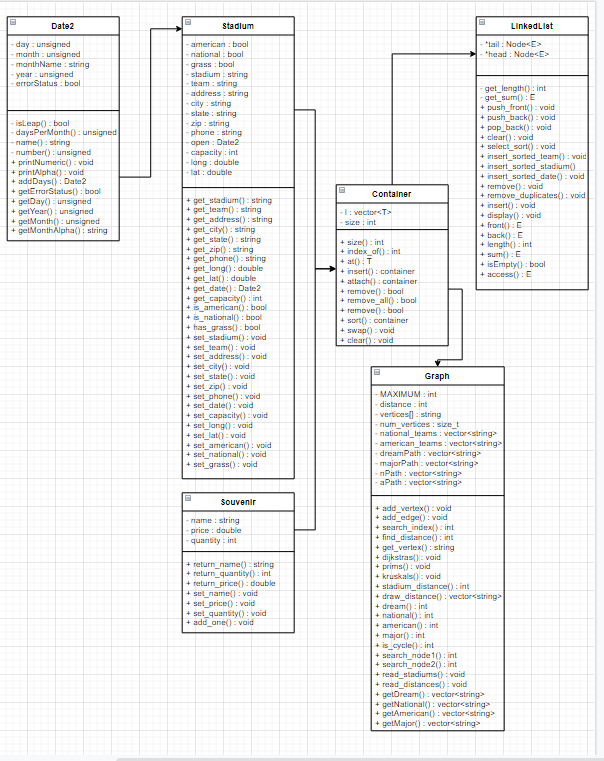 Date2
- day : unsigned
- month : unsigned
- monthName : string
- year : unsigned
- errorStatus : bool
- isLeap() : bool
- daysPerMonth() : unsigned
- name() : string
- number() : unsigned
+ printNumeric() : void
+ printAlpha() : void
+ addDays() : Date2
+ getErrorStatus() : bool
+ getDay() : unsigned
+ getYear() : unsigned
+ getMonth() : unsigned
+ getMonthAlpha() : string
Stadium
- american : bool
- national : bool
- grass : bool
- stadium : string
- team : string
- address : string
- city : string
- state : string
- zip : string
- phone : string
- open : Date2
- capacity : int
- long : double
- lat : double
+ get_stadium() : string
+ get_team() : string
+ get_address() : string
+ get_city() : string
+ get_state() : string
+ get_zip() : string
+ get_phone() : string
+ get_long() : double
+ get_lat() : double
+ get_date() : Date2
+ get_capacity() : int
+ is_american() : bool
+ is_national() : bool
+ has_grass() : bool
+ set_stadium() : void
+ set_team() : void
+ set_address() : void
+ set_city() : void
+ set_state() : void
+ set_zip() : void
+ set_phone() : void
+ set_date() : void
+ set_capacity() : void
+ set_long() : void
+ set_lat() : void
+ set_american() : void
+ set_national() : void
+ set_grass() : void
Souvenir
- name : string
- price : double
- quantity : int
+ return_name() : string
+ return_quantity() : int
+ return_price() : double
+ set_name() : void
+ set_price() : void
+ set_quantity() : void
+ add_one() : void
Container
- l : vector<T>
- size : int
+ size() : int
+ index_of() : int
+ at() : T
+ insert() : container
+ attach() : container
+ remove() : bool
+ remove_all() : bool
+ remove() : bool
+ sort() : container
+ swap() : void
+ clear() : void
LinkedList
- *tail : Node<E>
- *head : Node<E>
- get_length() : int
- get_sum() : E
+ push_front() : void
+ push_back() : void
+ pop_back() : void
+ clear() : void
+ select_sort() : void
+ insert_sorted_team() : void
+ insert_sorted_stadium()
+ insert_sorted_date() : void
+ remove() : void
+ remove_duplicates() : void
+ insert() : void
+ display() : void
+ front() : E
+ back() : E
+ length() : int
+ sum() : E
+ isEmpty() : bool
+ access() : E
Graph
- MAXIMUM : int
- distance : int
- vertices[] : string
- num_vertices : size_t
- national_teams : vector<string>
- american_teams : vector<string>
- dreamPath : vector<string>
- majorPath : vector<string>
- nPath : vector<string>
- aPath : vector<string>
+ add_vertex() : void
+ add_edge() : void
+ search_index() : int
+ find_distance() : int
+ get_vertex() : string
+ dijkstras() : void
+ prims() : void
+ kruskals() : void
+ stadium_distance() : int
+ draw_distance() : vector<string>
+ dream() : int
+ national() : int
+ american() : int
+ major() : int
+ is_cycle() : int
+ search_node1() : int
+ search_node2() : int
+ read_stadiums() : void
+ read_distances() : void
+ getDream() : vector<string>
+ getNational() : vector<string>
+ getAmerican() : vector<string>
+ getMajor() : vector<string>